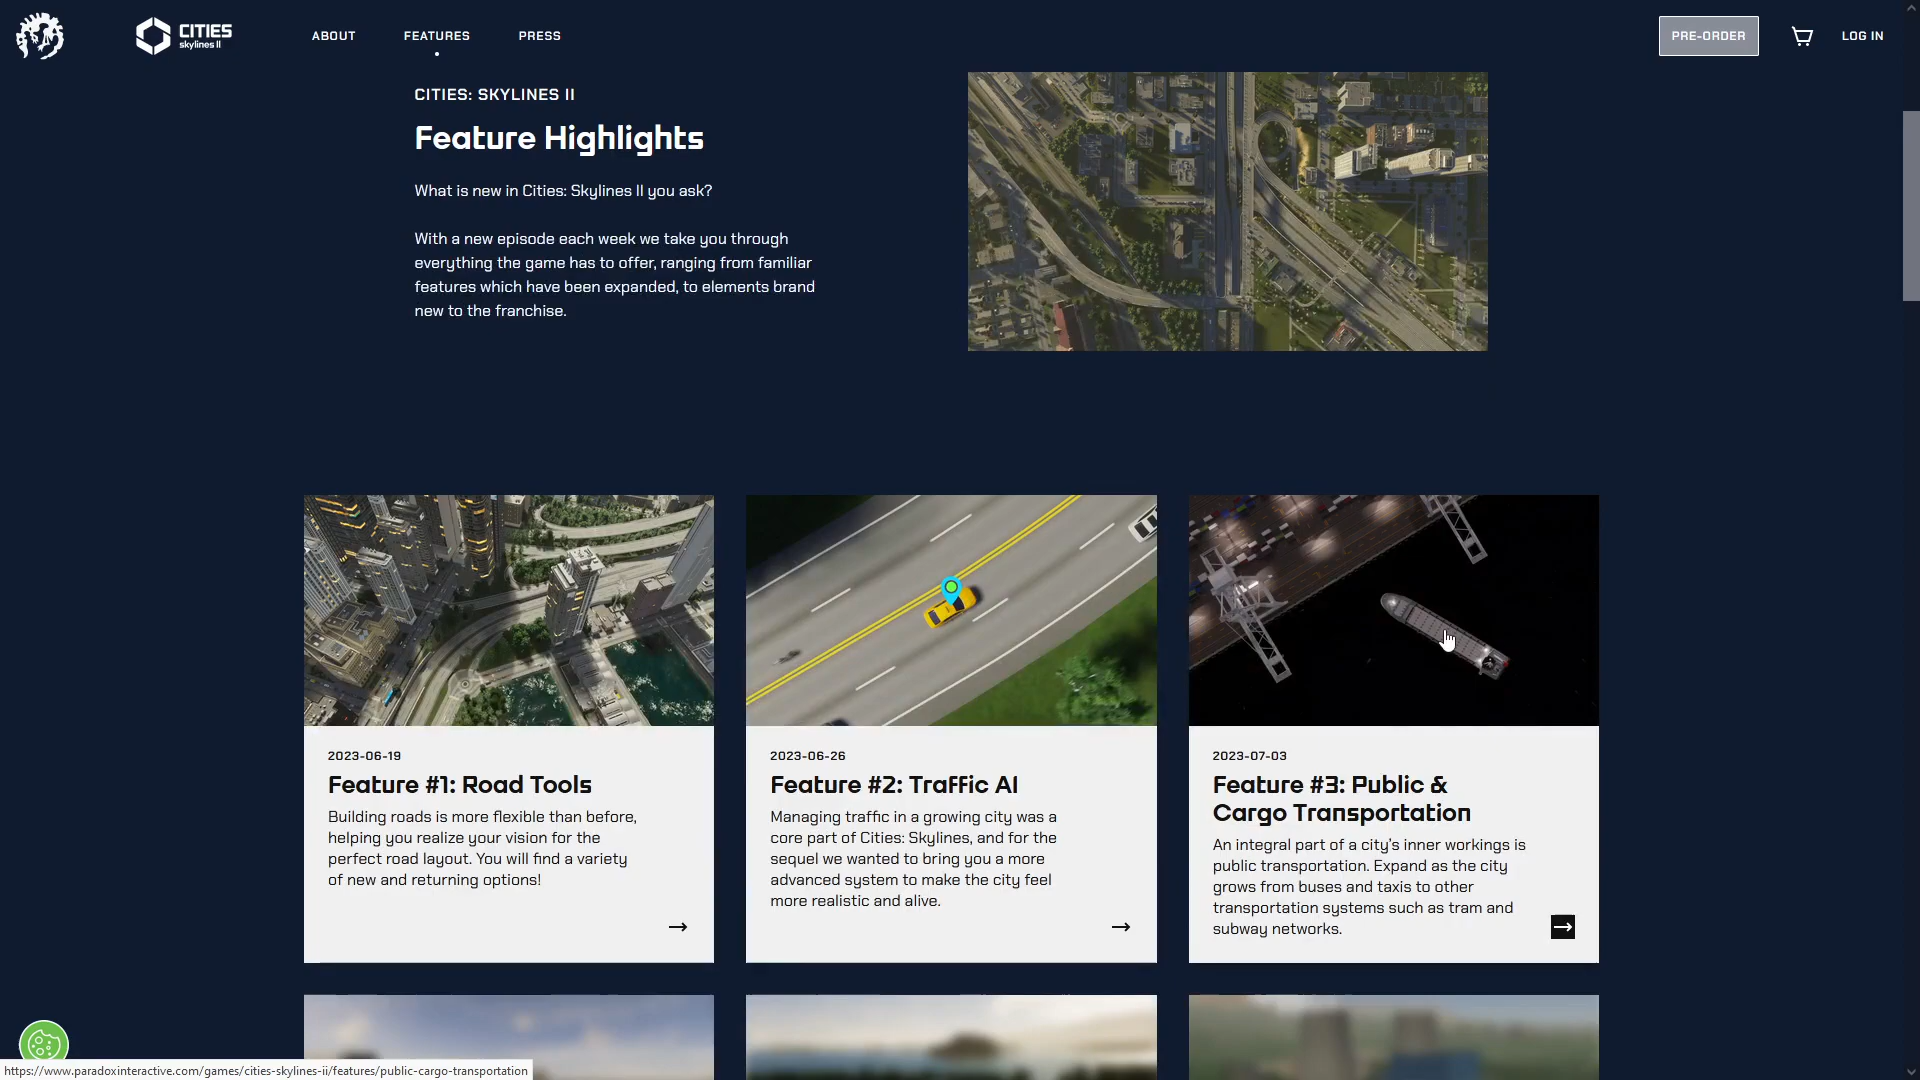 CITIES
skylines II
ABOUT
FEATURES
PRESS
PRE-ORDER
LOG IN
CITIES: SKYLINES II
Feature Highlights
What is new in Cities: Skylines II you ask?
With a new episode each week we take you through
everything the game has to offer, ranging from familiar
features which have been expanded, to elements brand
new to the franchise.
2023-06-19
Feature #1: Road Tools
Building roads is more flexible than before,
helping you realize your vision for the
perfect road layout. You will find a variety
of new and returning options!
2023-06-26
Feature #2: Traffic AI
Managing traffic in a growing city was a
core part of Cities: Skylines, and for the
sequel we wanted to bring you a more
advanced system to make the city feel
more realistic and alive.
2023-07-03
Feature #3: Public &
Cargo Transportation
An integral part of a city's inner workings is
public transportation. Expand as the city
grows from buses and taxis to other
transportation systems such as tram and
subway networks.
https://www.paradoxinteractive.com/games/cities-skylines-ii/features/public-cargo-transportation